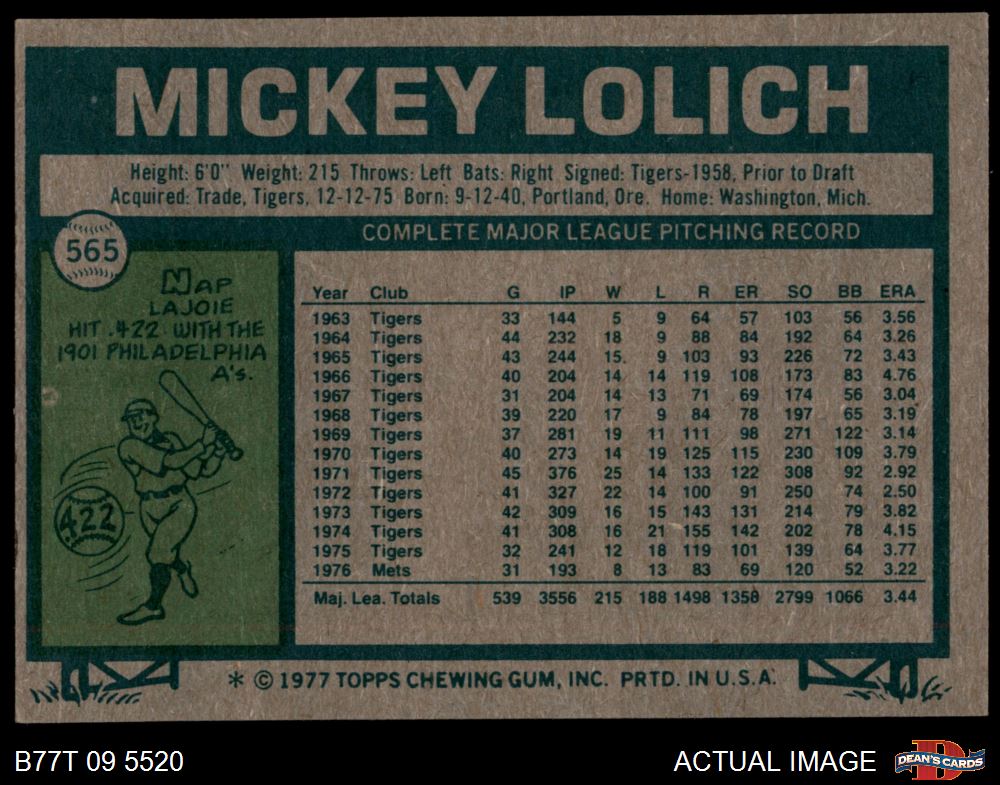 MICKEY LOLICH
Height: 6'0" Weight: 215 Throws: Left Bats: Right Signed: Tigers-1958, Prior to Draft
Acquired: Trade, Tigers, 12-12-75 Born: 9-12-40, Portland, Ore. Home: Washington, Mich.
565
COMPLETE MAJOR LEAGUE PITCHING RECORD
NAP
LAJOIE
HIT .422 WITH THE
1901 PHILADELPHIA
A's.
.422
Year Club G IP W L R ER SO BB ERA
1963 Tigers 33 144 5 9 64 57 103 56 3.56
1964 Tigers 44 232 18 9 88 84 192 64 3.26
1965 Tigers 43 244 15. 9 103 93 226 72 3.43
1966 Tigers 40 204 14 14 119 108 173 83 4.76
1967 Tigers 31 204 14 13 71 69 174 56 3.04
1968 Tigers 39 220 17 9 84 78 197 65 3.19
1969 Tigers 37 281 19 11 111 98 271 122 3.14
1970 Tigers 40 273 14 19 125 115 230 109 3.79
1971 Tigers 45 376 25 14 133 122 308 92 2.92
1972 Tigers 41 327 22 14 100 91 250 74 2.50
1973 Tigers 42 309 16 15 143 131 214 79 3.82
1974 Tigers 41 308 16 21 155 142 202 78 4.15
1975 Tigers 32 241 12 18 119 101 139 64 3.77
1976 Mets 31 193 8 13 83 69 120 52 3.22
Maj. Lea. Totals 539 3556 215 188 1498 1358 2799 1066 3.44
* © 1977 TOPPS CHEWING GUM, INC. PRTD. IN U.S.A.
B77T 09 5520
ACTUAL IMAGE
D
DEAN'S CARDS